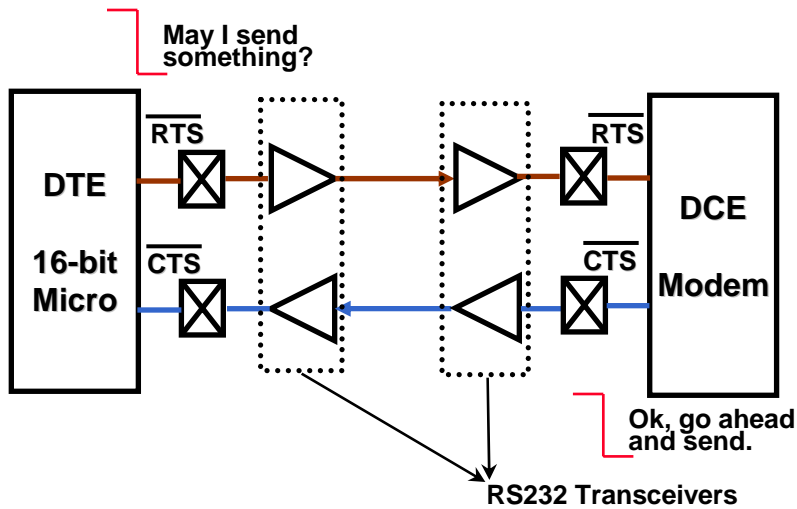 May I send
something?
RTS
RTS
DTE
16-bit
Micro
DCE
Modem
CTS
CTS
Ok, go ahead
and send.
RS232 Transceivers